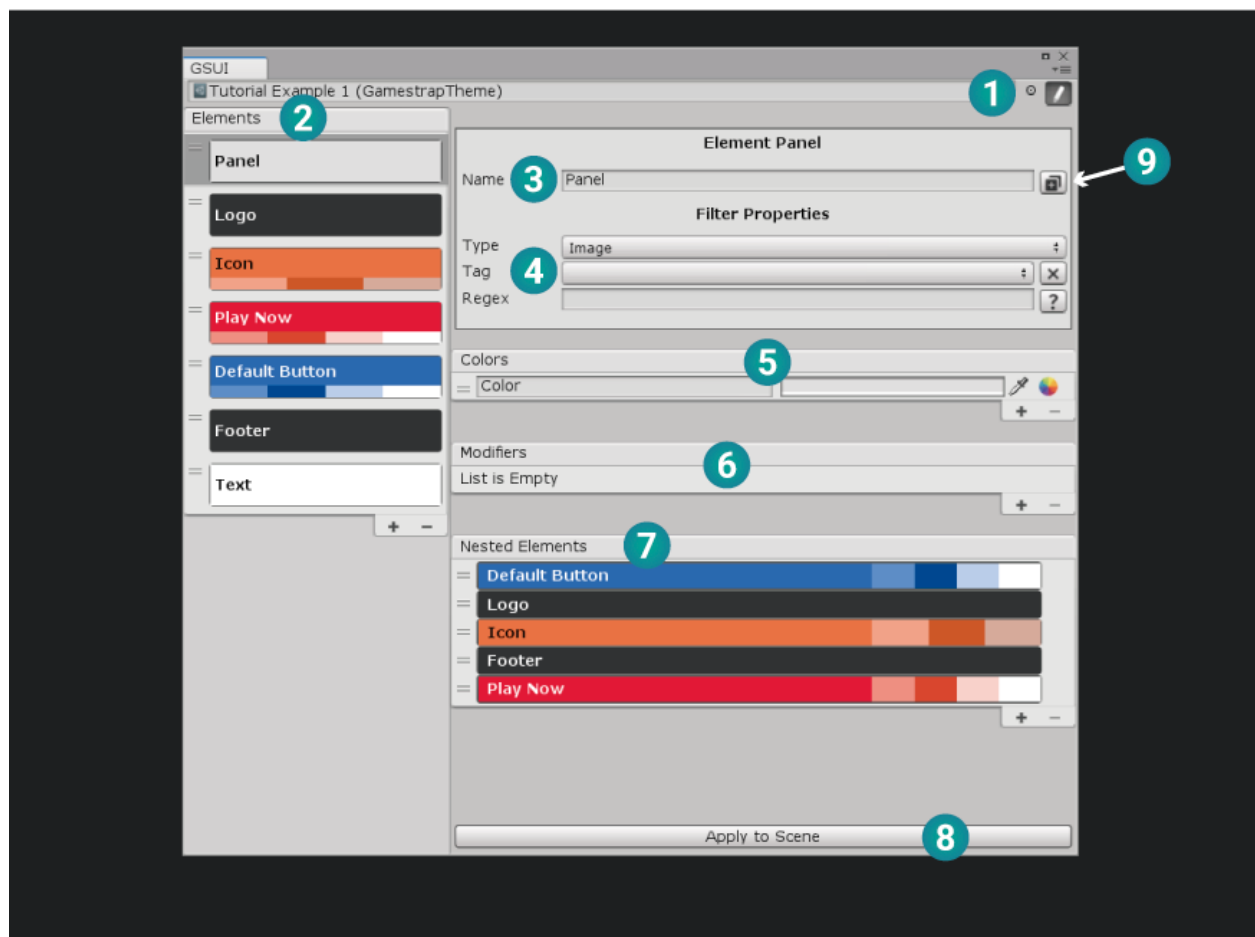 GSUI
Tutorial Example 1 (GamestrapTheme)
1
Elements
2
Panel
Logo
Icon
Play Now
Default Button
Footer
Text
+ −
Element Panel
Name
3
Panel
9
Filter Properties
Type
Image
Tag
4
Regex
?
Colors
5
Color
+ −
Modifiers
6
List is Empty
+ −
Nested Elements
7
Default Button
Logo
Icon
Footer
Play Now
+ −
Apply to Scene
8